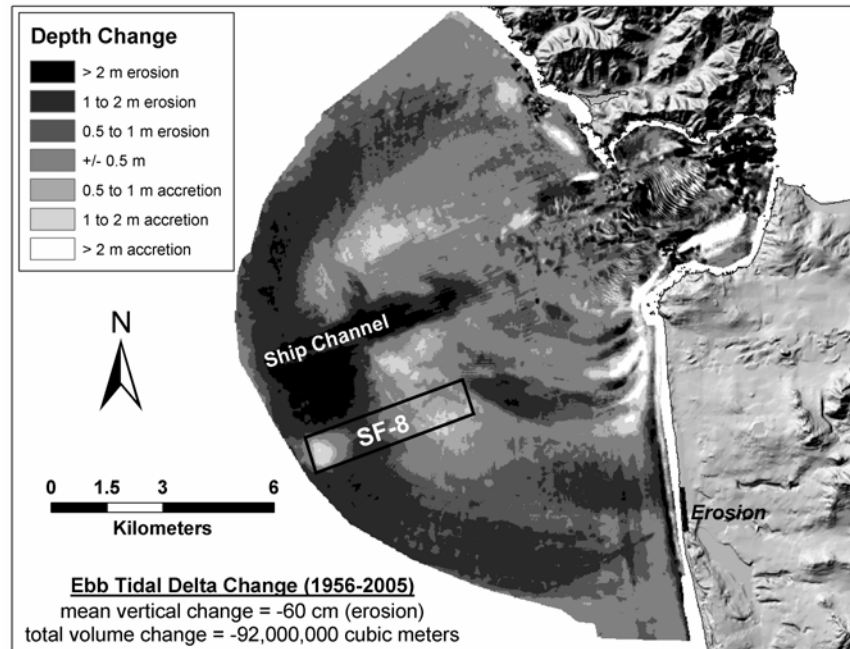 Depth Change
> 2 m erosion
1 to 2 m erosion
0.5 to 1 m erosion
+/- 0.5 m
0.5 to 1 m accretion
1 to 2 m accretion
> 2 m accretion
N
Ship Channel
SF-8
0 1.5 3 6
Kilometers
Erosion
Ebb Tidal Delta Change (1956-2005)
mean vertical change = -60 cm (erosion)
total volume change = -92,000,000 cubic meters